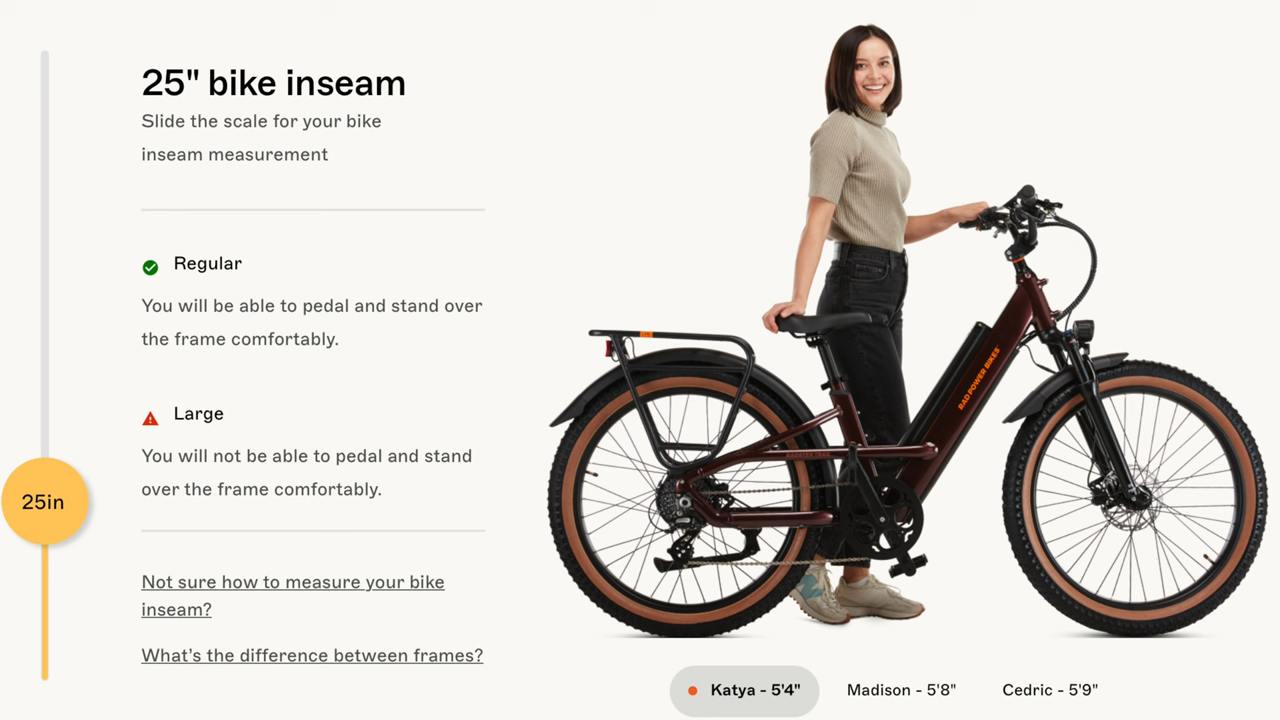 25" bike inseam
Slide the scale for your bike
inseam measurement
Regular
You will be able to pedal and stand over
the frame comfortably.
Large
You will not be able to pedal and stand
over the frame comfortably.
25in
Not sure how to measure your bike
inseam?
What's the difference between frames?
RAD POWER BIKES
RADSTER TRAIL
Katya - 5'4"
Madison - 5'8"
Cedric - 5'9"